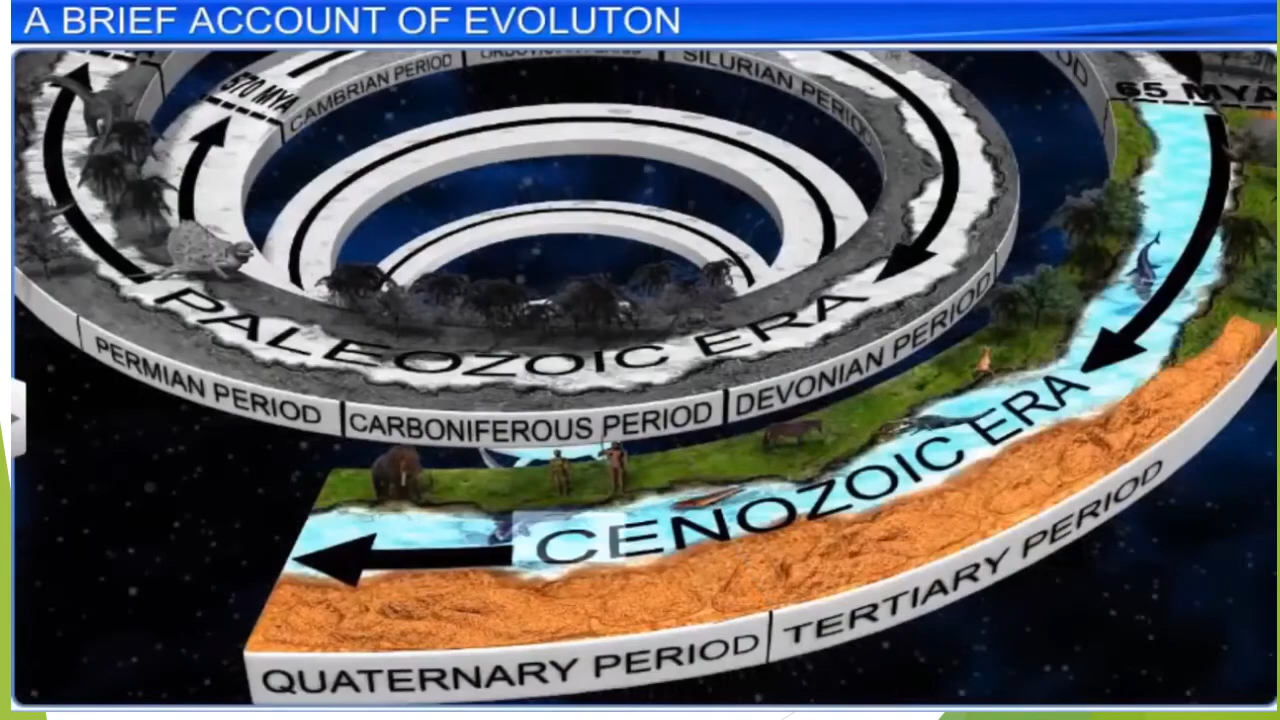 A BRIEF ACCOUNT OF EVOLUTON
570 MYA
CAMBRIAN PERIOD
SILURIAN PERIOD
65 MYA
PALEOZOIC ERA
PERMIAN PERIOD
CARBONIFEROUS PERIOD
DEVONIAN PERIOD
CENOZOIC ERA
QUATERNARY PERIOD
TERTIARY PERIOD